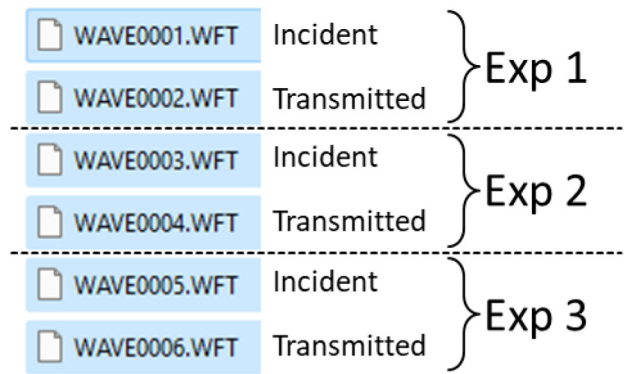 WAVE0001.WFT Incident
WAVE0002.WFT Transmitted
Exp 1
WAVE0003.WFT Incident
WAVE0004.WFT Transmitted
Exp 2
WAVE0005.WFT Incident
WAVE0006.WFT Transmitted
Exp 3